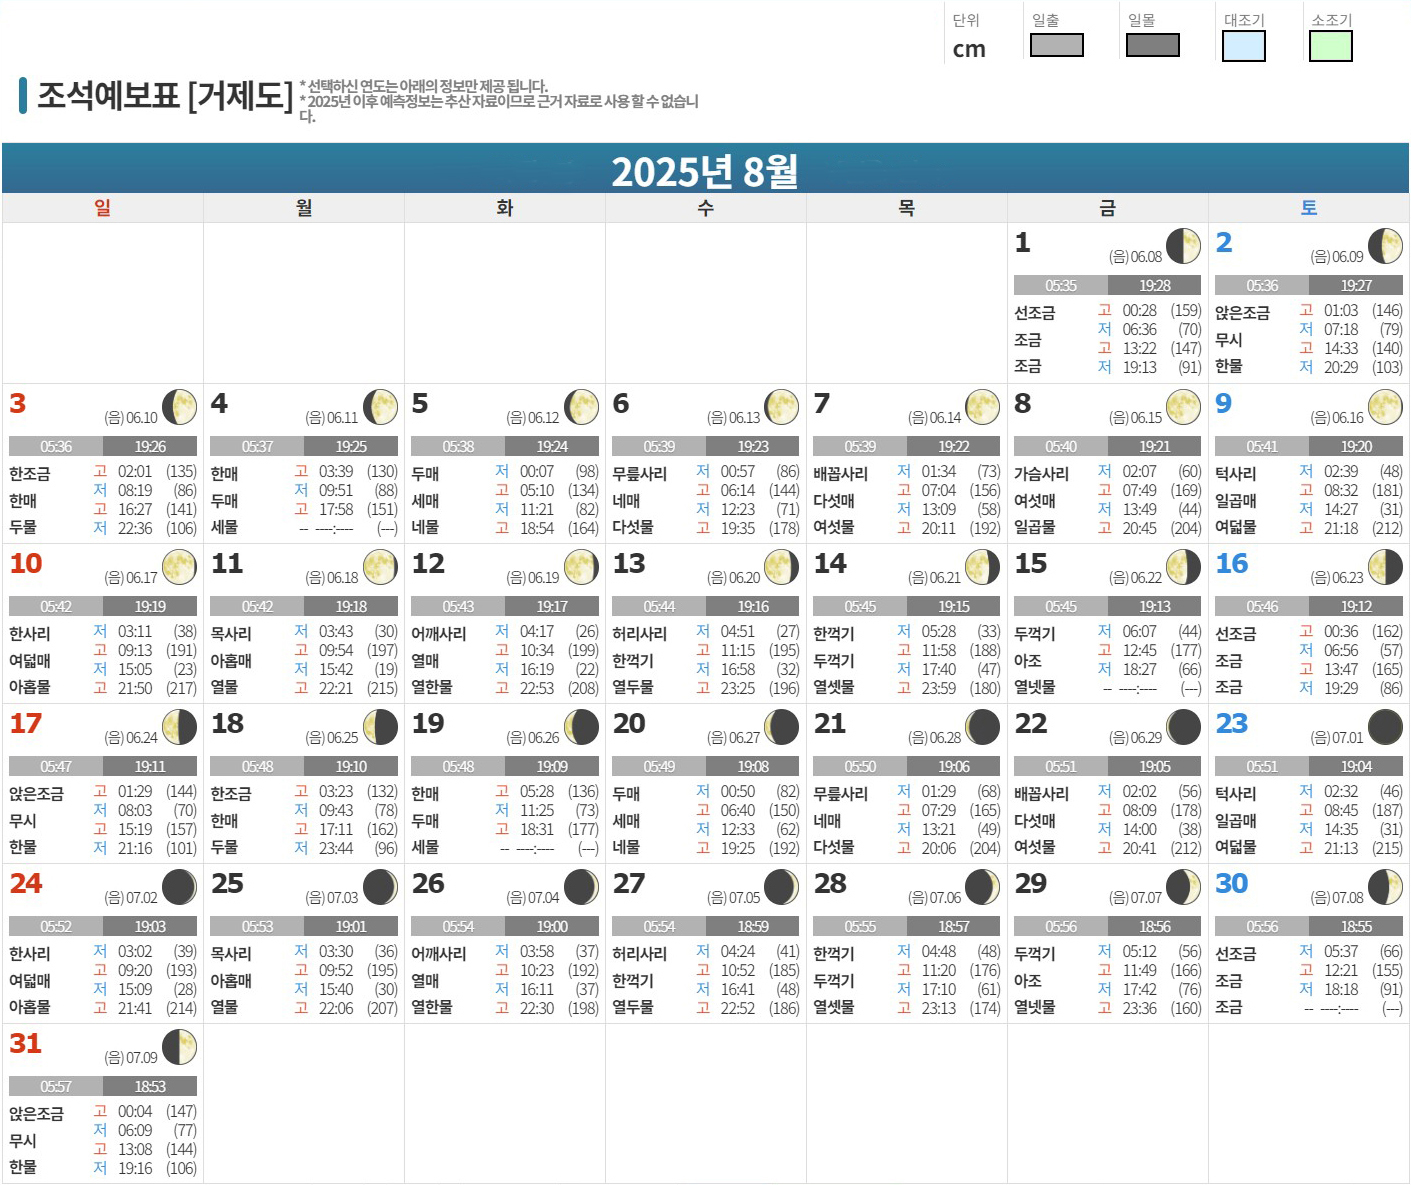 단위 일출 일몰 대조기 소조기
cm
조석예보표 [거제도]
* 선택하신 연도는 아래의 정보만 제공 됩니다.
* 2025년 이후 예측정보는 추산 자료이므로 근거 자료로 사용 할 수 없습니
다.
2025년 8월
일 월 화 수 목 금 토
1 (음) 06.08
05:35 19:28
선조금
조금
조금
고 00:28 (159)
저 06:36 (70)
고 13:22 (147)
저 19:13 (91)
2 (음) 06.09
05:36 19:27
앉은조금
무시
한물
고 01:03 (146)
저 07:18 (79)
고 14:33 (140)
저 20:29 (103)
3 (음) 06.10
05:36 19:26
한조금
한매
두물
고 02:01 (135)
저 08:19 (86)
고 16:27 (141)
저 22:36 (106)
4 (음) 06.11
05:37 19:25
한매
두매
세물
고 03:39 (130)
저 09:51 (88)
고 17:58 (151)
-- ----:---- (---)
5 (음) 06.12
05:38 19:24
두매
세매
네물
저 00:07 (98)
고 05:10 (134)
저 11:21 (82)
고 18:54 (164)
6 (음) 06.13
05:39 19:23
무릎사리
네매
다섯물
저 00:57 (86)
고 06:14 (144)
저 12:23 (71)
고 19:35 (178)
7 (음) 06.14
05:39 19:22
배꼽사리
다섯매
여섯물
저 01:34 (73)
고 07:04 (156)
저 13:09 (58)
고 20:11 (192)
8 (음) 06.15
05:40 19:21
가슴사리
여섯매
일곱물
저 02:07 (60)
고 07:49 (169)
저 13:49 (44)
고 20:45 (204)
9 (음) 06.16
05:41 19:20
턱사리
일곱매
여덟물
저 02:39 (48)
고 08:32 (181)
저 14:27 (31)
고 21:18 (212)
10 (음) 06.17
05:42 19:19
한사리
여덟매
아홉물
저 03:11 (38)
고 09:13 (191)
저 15:05 (23)
고 21:50 (217)
11 (음) 06.18
05:42 19:18
목사리
아홉매
열물
저 03:43 (30)
고 09:54 (197)
저 15:42 (19)
고 22:21 (215)
12 (음) 06.19
05:43 19:17
어깨사리
열매
열한물
저 04:17 (26)
고 10:34 (199)
저 16:19 (22)
고 22:53 (208)
13 (음) 06.20
05:44 19:16
허리사리
한꺽기
열두물
저 04:51 (27)
고 11:15 (195)
저 16:58 (32)
고 23:25 (196)
14 (음) 06.21
05:45 19:15
한꺽기
두꺽기
열셋물
저 05:28 (33)
고 11:58 (188)
저 17:40 (47)
고 23:59 (180)
15 (음) 06.22
05:45 19:13
두꺽기
아조
열넷물
저 06:07 (44)
고 12:45 (177)
저 18:27 (66)
-- ----:---- (---)
16 (음) 06.23
05:46 19:12
선조금
조금
조금
고 00:36 (162)
저 06:56 (57)
고 13:47 (165)
저 19:29 (86)
17 (음) 06.24
05:47 19:11
앉은조금
무시
한물
고 01:29 (144)
저 08:03 (70)
고 15:19 (157)
저 21:16 (101)
18 (음) 06.25
05:48 19:10
한조금
한매
두물
고 03:23 (132)
저 09:43 (78)
고 17:11 (162)
저 23:44 (96)
19 (음) 06.26
05:48 19:09
한매
두매
세물
고 05:28 (136)
저 11:25 (73)
고 18:31 (177)
-- ----:---- (---)
20 (음) 06.27
05:49 19:08
두매
세매
네물
저 00:50 (82)
고 06:40 (150)
저 12:33 (62)
고 19:25 (192)
21 (음) 06.28
05:50 19:06
무릎사리
네매
다섯물
저 01:29 (68)
고 07:29 (165)
저 13:21 (49)
고 20:06 (204)
22 (음) 06.29
05:51 19:05
배꼽사리
다섯매
여섯물
저 02:02 (56)
고 08:09 (178)
저 14:00 (38)
고 20:41 (212)
23 (음) 07.01
05:51 19:04
턱사리
일곱매
여덟물
저 02:32 (46)
고 08:45 (187)
저 14:35 (31)
고 21:13 (215)
24 (음) 07.02
05:52 19:03
한사리
여덟매
아홉물
저 03:02 (39)
고 09:20 (193)
저 15:09 (28)
고 21:41 (214)
25 (음) 07.03
05:53 19:01
목사리
아홉매
열물
저 03:30 (36)
고 09:52 (195)
저 15:40 (30)
고 22:06 (207)
26 (음) 07.04
05:54 19:00
어깨사리
열매
열한물
저 03:58 (37)
고 10:23 (192)
저 16:11 (37)
고 22:30 (198)
27 (음) 07.05
05:54 18:59
허리사리
한꺽기
열두물
저 04:24 (41)
고 10:52 (185)
저 16:41 (48)
고 22:52 (186)
28 (음) 07.06
05:55 18:57
한꺽기
두꺽기
열셋물
저 04:48 (48)
고 11:20 (176)
저 17:10 (61)
고 23:13 (174)
29 (음) 07.07
05:56 18:56
두꺽기
아조
열넷물
저 05:12 (56)
고 11:49 (166)
저 17:42 (76)
고 23:36 (160)
30 (음) 07.08
05:56 18:55
선조금
조금
조금
저 05:37 (66)
고 12:21 (155)
저 18:18 (91)
-- ----:---- (---)
31 (음) 07.09
05:57 18:53
앉은조금
무시
한물
고 00:04 (147)
저 06:09 (77)
고 13:08 (144)
저 19:16 (106)